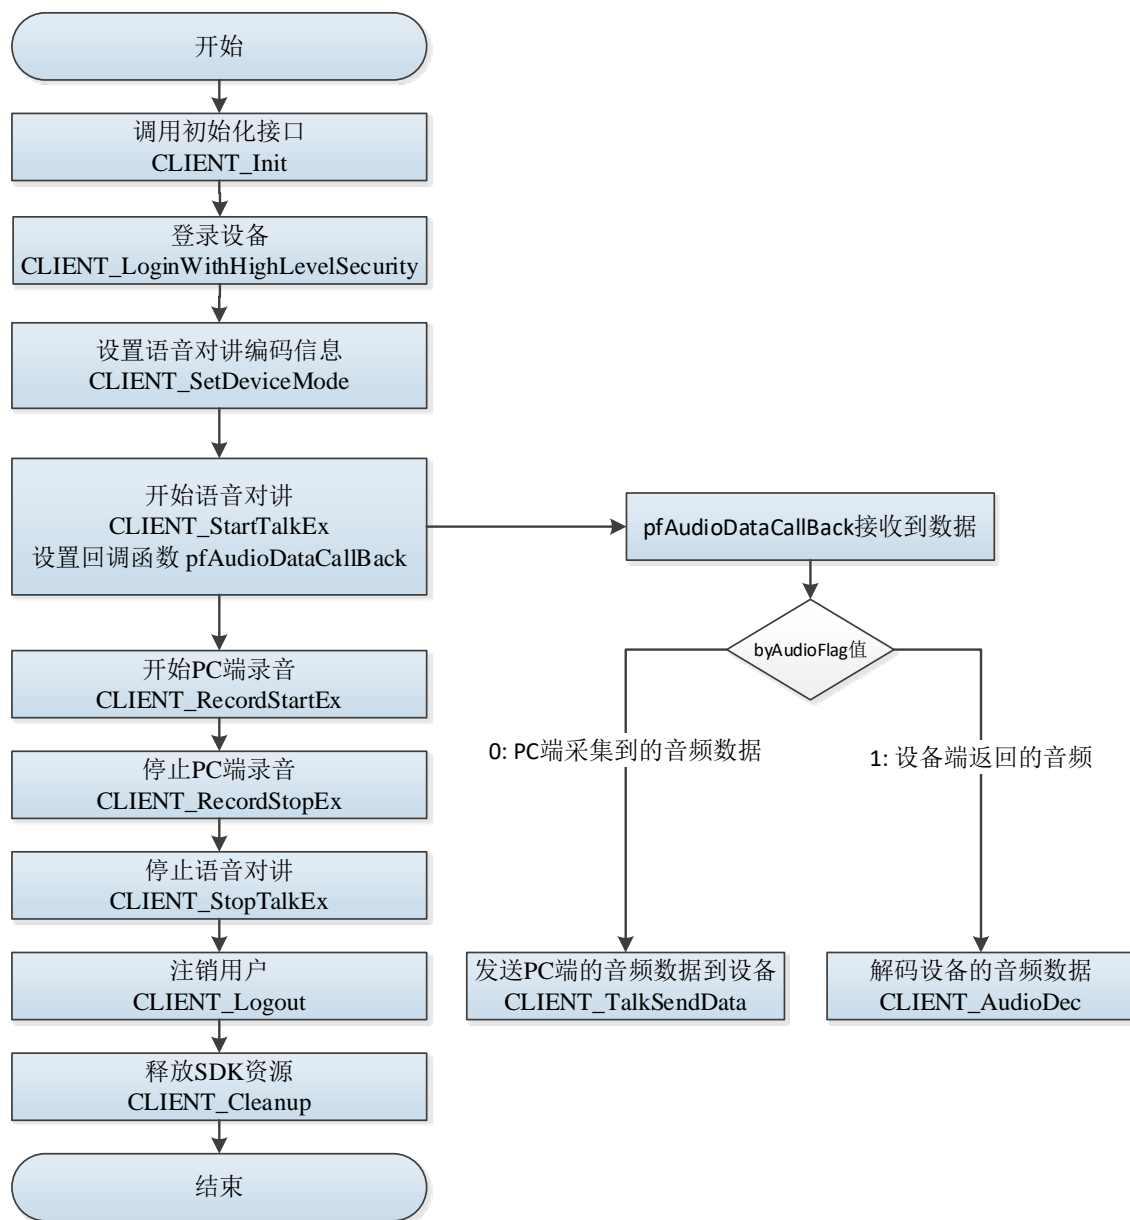 开始
调用初始化接口
CLIENT_Init
登录设备
CLIENT_LoginWithHighLevelSecurity
设置语音对讲编码信息
CLIENT_SetDeviceMode
开始语音对讲
CLIENT_StartTalkEx
设置回调函数 pfAudioDataCallBack
pfAudioDataCallBack接收到数据
byAudioFlag值
0: PC端采集到的音频数据
1: 设备端返回的音频
开始PC端录音
CLIENT_RecordStartEx
停止PC端录音
CLIENT_RecordStopEx
停止语音对讲
CLIENT_StopTalkEx
注销用户
CLIENT_Logout
发送PC端的音频数据到设备
CLIENT_TalkSendData
解码设备的音频数据
CLIENT_AudioDec
释放SDK资源
CLIENT_Cleanup
结束